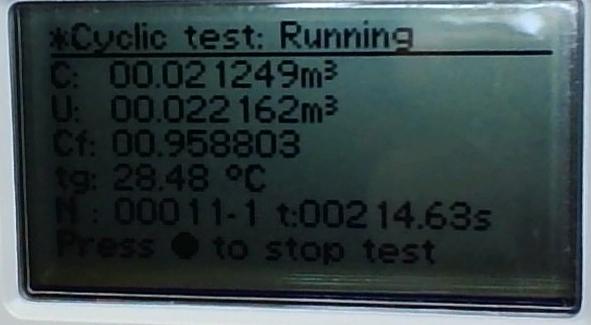 *Cyclic test: Running
C: 00.021249m³
U: 00.022162m³
Cf: 00.958803
tg: 28.48 °C
N : 00011-1 t:00214.63s
Press ● to stop test